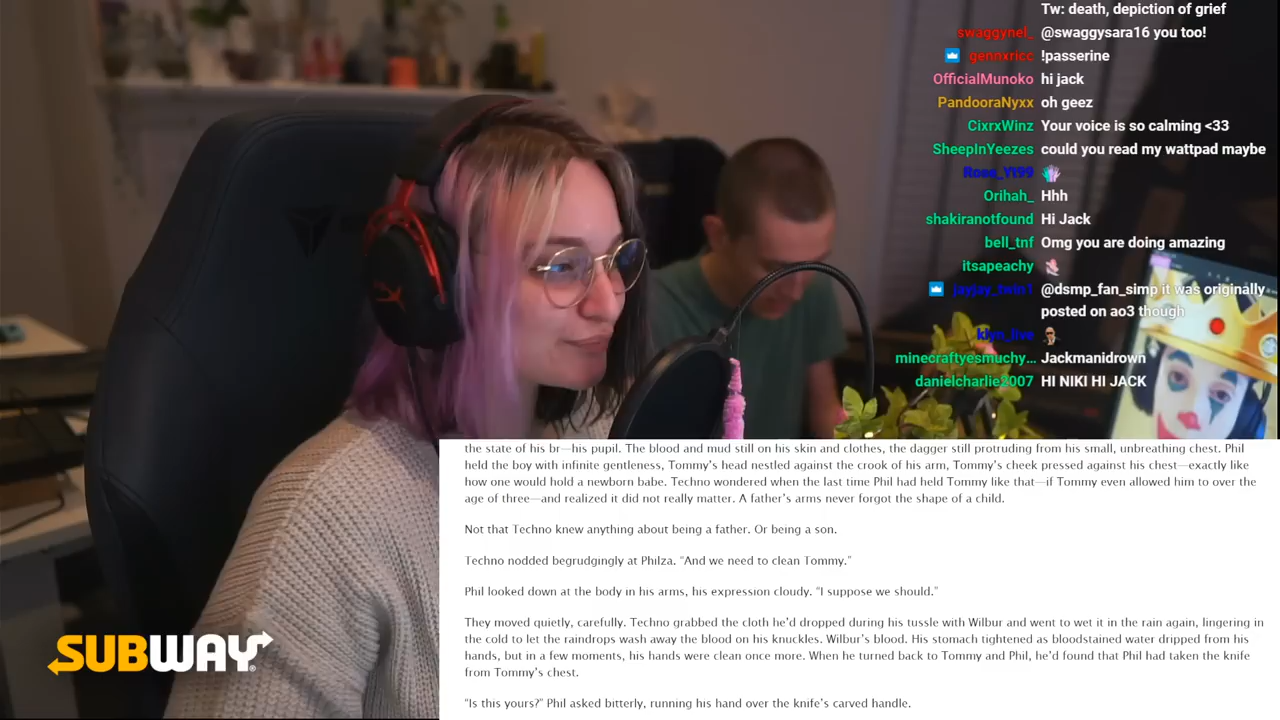 Tw: death, depiction of grief
swaggynel_ @swaggysara16 you too!
gennxricc !passerine
OfficialMunoko hi jack
PandooraNyxx oh geez
CixrxWinz Your voice is so calming <33
SheepInYeezes could you read my wattpad maybe
Rose_Yt99
Orihah_ Hhh
shakiranotfound Hi Jack
bell_tnf Omg you are doing amazing
itsapeachy
jayjay_twin1 @dsmp_fan_simp it was originally
posted on ao3 though
klyn_live
minecraftyesmuchy... Jackmanidrown
danielcharlie2007 HI NIKI HI JACK
the state of his br—his pupil. The blood and mud still on his skin and clothes, the dagger still protruding from his small, unbreathing chest. Phil
held the boy with infinite gentleness, Tommy's head nestled against the crook of his arm, Tommy's cheek pressed against his chest—exactly like
how one would hold a newborn babe. Techno wondered when the last time Phil had held Tommy like that—if Tommy even allowed him to over the
age of three—and realized it did not really matter. A father's arms never forgot the shape of a child.
Not that Techno knew anything about being a father. Or being a son.
Techno nodded begrudgingly at Philza. "And we need to clean Tommy."
Phil looked down at the body in his arms, his expression cloudy. "I suppose we should."
They moved quietly, carefully. Techno grabbed the cloth he'd dropped during his tussle with Wilbur and went to wet it in the rain again, lingering in
the cold to let the raindrops wash away the blood on his knuckles. Wilbur's blood. His stomach tightened as bloodstained water dripped from his
hands, but in a few moments, his hands were clean once more. When he turned back to Tommy and Phil, he'd found that Phil had taken the knife
from Tommy's chest.
"Is this yours?" Phil asked bitterly, running his hand over the knife's carved handle.
SUBWAY